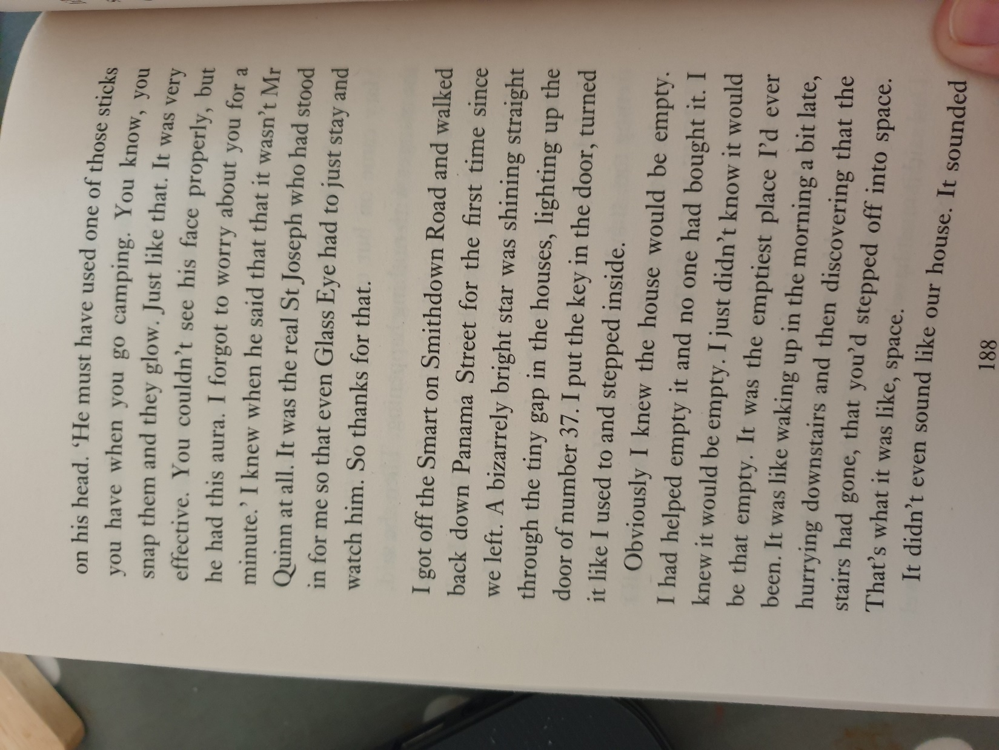 on his head. ‘He must have used one of those sticks
you have when you go camping. You know, you
snap them and they glow. Just like that. It was very
effective. You couldn’t see his face properly, but
he had this aura. I forgot to worry about you for a
minute.’ I knew when he said that that it wasn’t Mr
Quinn at all. It was the real St Joseph who had stood
in for me so that even Glass Eye had to just stay and
watch him. So thanks for that.
I got off the Smart on Smithdown Road and walked
back down Panama Street for the first time since
we left. A bizarrely bright star was shining straight
through the tiny gap in the houses, lighting up the
door of number 37. I put the key in the door, turned
it like I used to and stepped inside.
Obviously I knew the house would be empty.
I had helped empty it and no one had bought it. I
knew it would be empty. I just didn’t know it would
be that empty. It was the emptiest place I’d ever
been. It was like waking up in the morning a bit late,
hurrying downstairs and then discovering that the
stairs had gone, that you’d stepped off into space.
That’s what it was like, space.
It didn’t even sound like our house. It sounded
188